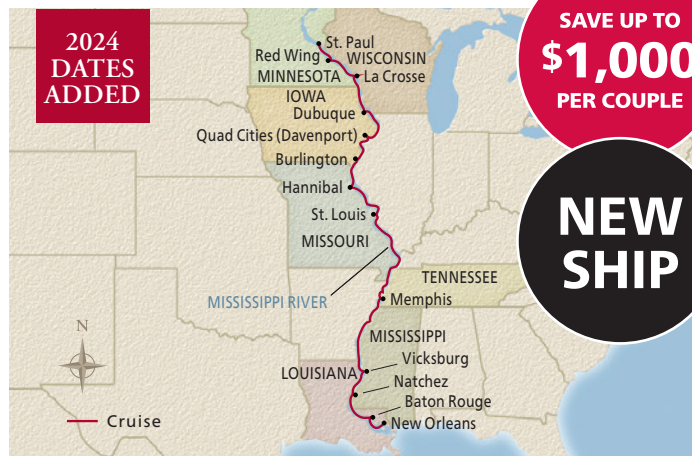 2024
DATES
ADDED
SAVE UP TO
$1,000
PER COUPLE
NEW
SHIP
St. Paul
Red Wing
WISCONSIN
MINNESOTA
La Crosse
IOWA
Dubuque
Quad Cities (Davenport)
Burlington
Hannibal
St. Louis
MISSOURI
TENNESSEE
MISSISSIPPI RIVER
Memphis
N
MISSISSIPPI
Vicksburg
LOUISIANA
Natchez
Baton Rouge
Cruise
New Orleans